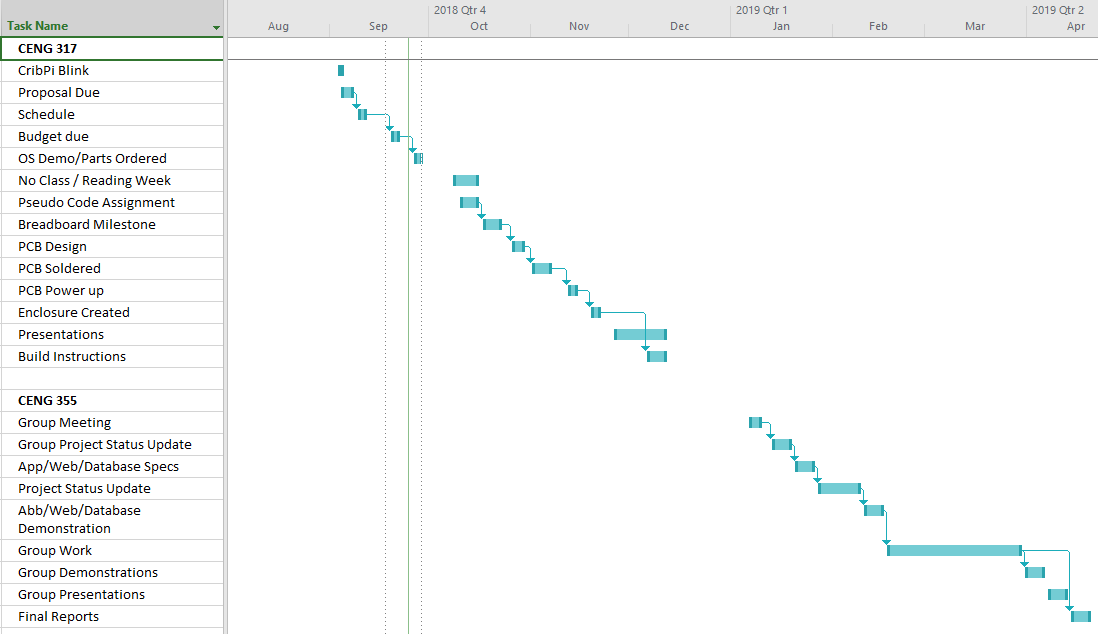 2018 Qtr 4
2019 Qtr 1
2019 Qtr 2
Task Name
Aug
Sep
Oct
Nov
Dec
Jan
Feb
Mar
Apr
CENG 317
CribPi Blink
Proposal Due
Schedule
Budget due
OS Demo/Parts Ordered
No Class / Reading Week
Pseudo Code Assignment
Breadboard Milestone
PCB Design
PCB Soldered
PCB Power up
Enclosure Created
Presentations
Build Instructions
CENG 355
Group Meeting
Group Project Status Update
App/Web/Database Specs
Project Status Update
Abb/Web/Database
Demonstration
Group Work
Group Demonstrations
Group Presentations
Final Reports